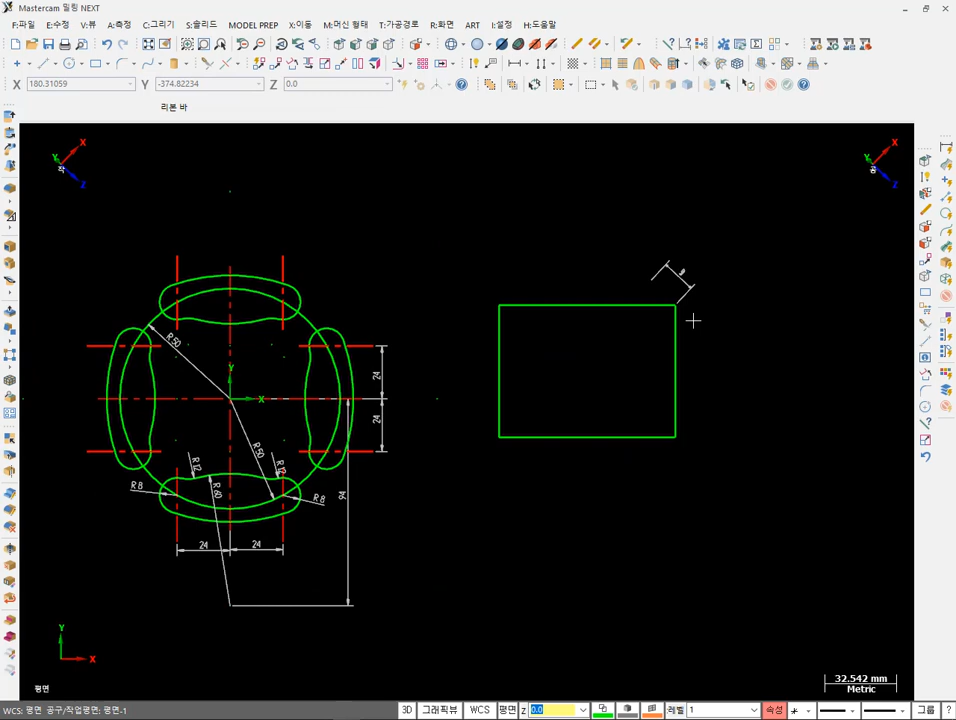 Mastercam 밀링 NEXT
F:파일 E:수정 V:뷰 A:측정 C:그리기 S:솔리드 MODEL PREP X:이동 M:머신 형태 T:가공경로 R:화면 ART I:설정 H:도움말
X 180.31059 Y -374.82234 Z 0.0
리본 바
X
Y
Z
X
Y
Z
R50
24
Y
X
24
R12
R50
R12
R8
R60
R8
94
24
24
Y
X
32.542 mm
Metric
평면
WCS: 평면 공구/작업평면: 평면-1
3D 그래픽뷰 WCS 평면 Z 0.0 레벨 1 속성 그룹 ?